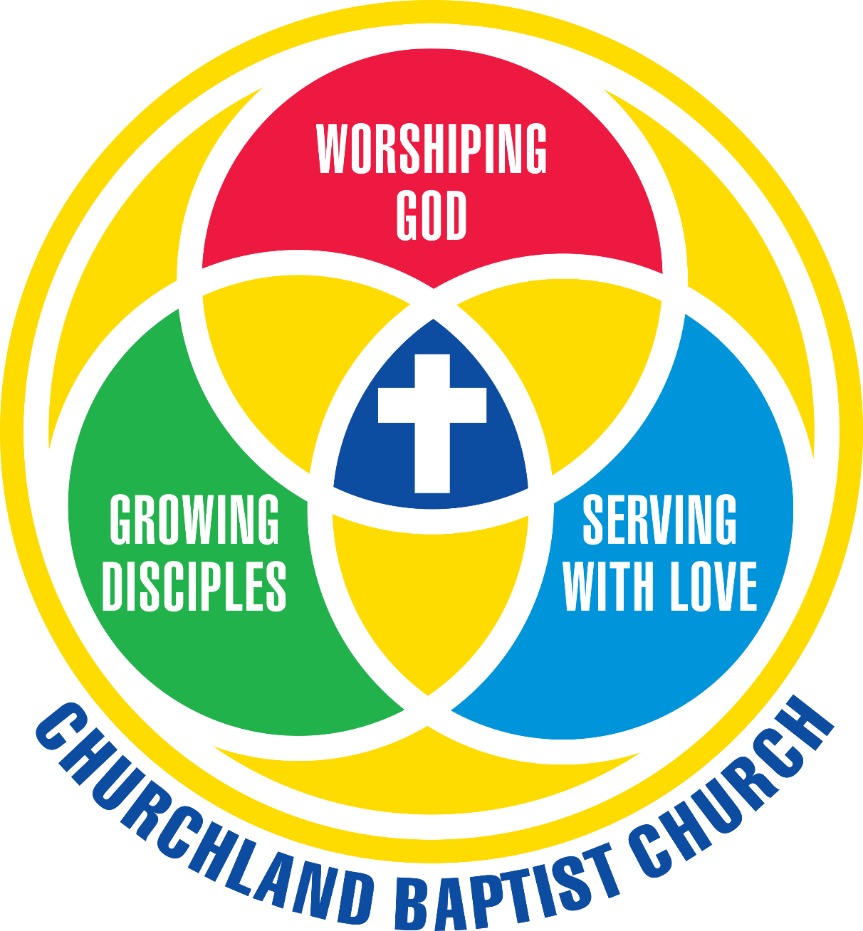 WORSHIPING
GOD
GROWING
DISCIPLES
SERVING
WITH LOVE
CHURCHLAND BAPTIST CHURCH